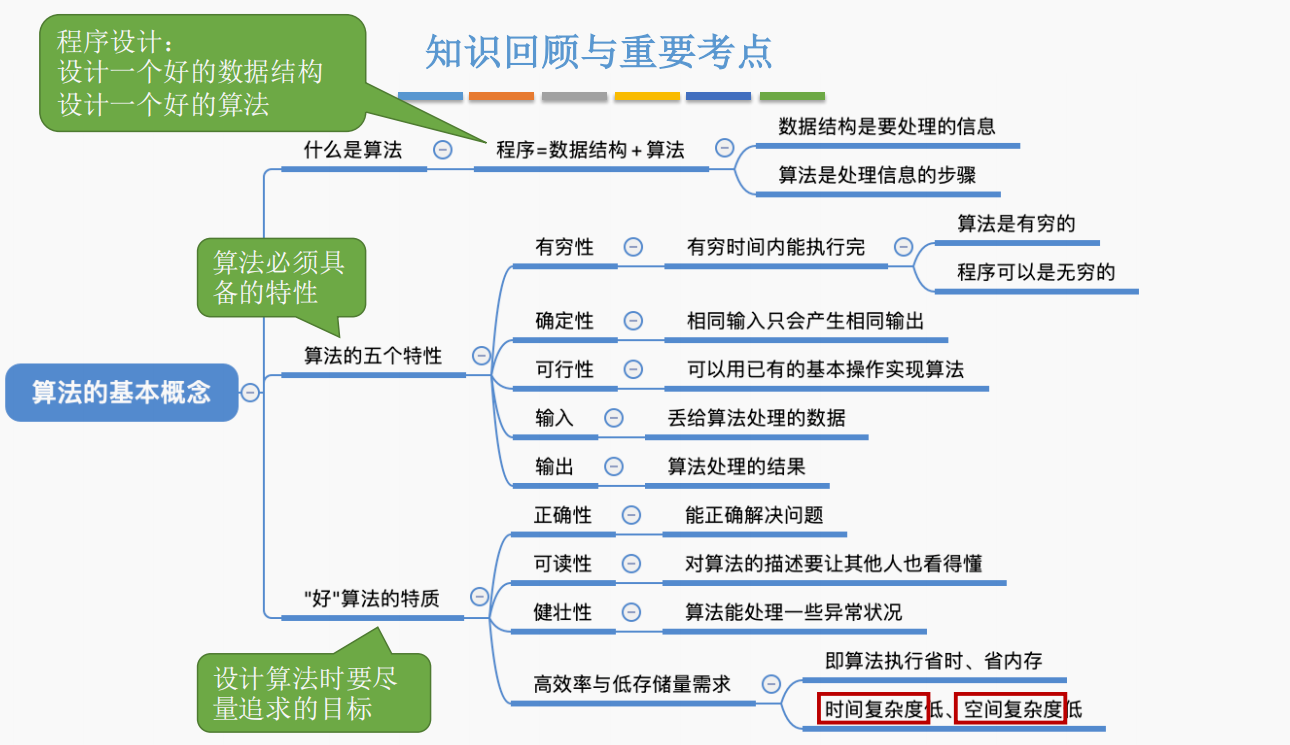 程序设计：
设计一个好的数据结构
设计一个好的算法
知识回顾与重要考点
什么是算法
程序=数据结构+算法
数据结构是要处理的信息
算法是处理信息的步骤
算法必须具
备的特性
算法的五个特性
有穷性
有穷时间内能执行完
算法是有穷的
程序可以是无穷的
确定性
相同输入只会产生相同输出
可行性
可以用已有的基本操作实现算法
输入
丢给算法处理的数据
输出
算法处理的结果
算法的基本概念
"好"算法的特质
正确性
能正确解决问题
可读性
对算法的描述要让其他人也看得懂
健壮性
算法能处理一些异常状况
高效率与低存储量需求
即算法执行省时、省内存
时间复杂度低、空间复杂度低
设计算法时要尽
量追求的目标